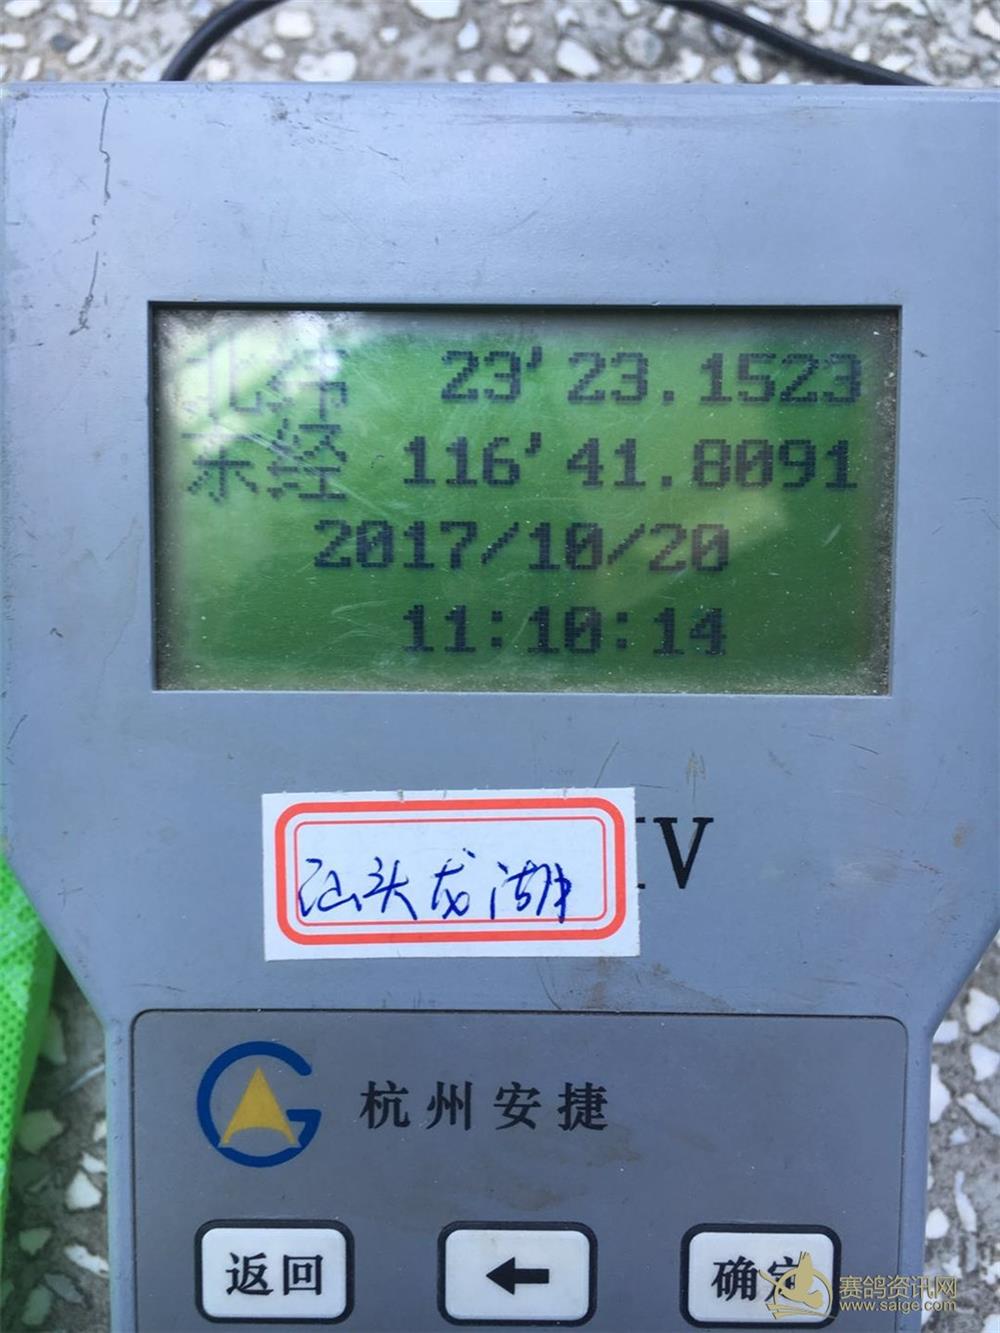 北纬 23'23.1523
东经 116'41.8091
2017/10/20
11:10:14
IV
汕头龙湖
杭州安捷
返回
←
确定
赛鸽资讯网
www.saige.com